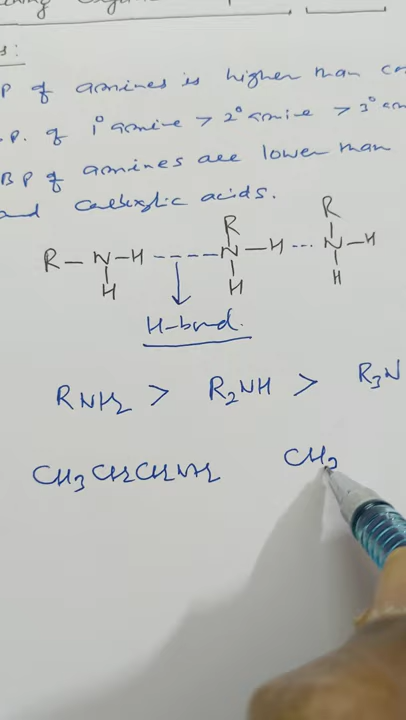 s:
P of amines is higher than
.P. of 1° amine > 2° amine > 3° am
BP of amines are lower than
and carboxylic acids.
R R
R — N — H - - - - - N — H - - - N — H
H H H
H-bond.
RNH2 > R2NH > R3N
CH3CH2CH2NH2 CH3